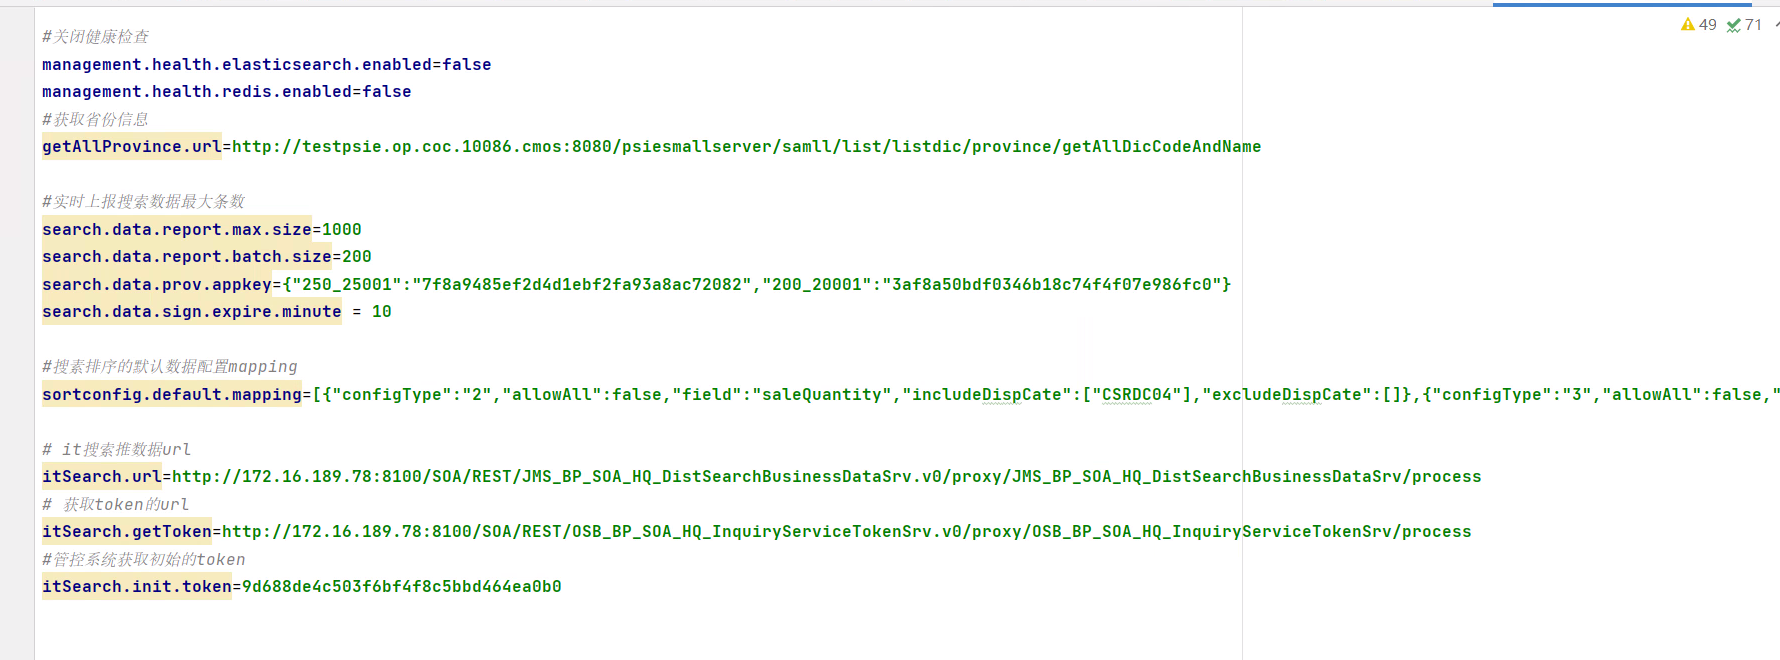 49 71
#关闭健康检查
management.health.elasticsearch.enabled=false
management.health.redis.enabled=false
#获取省份信息
getAllProvince.url=http://testpsie.op.coc.10086.cmos:8080/psiesmallserver/samll/list/listdic/province/getAllDicCodeAndName
#实时上报搜索数据最大条数
search.data.report.max.size=1000
search.data.report.batch.size=200
search.data.prov.appkey={"250_25001":"7f8a9485ef2d4d1ebf2fa93a8ac72082","200_20001":"3af8a50bdf0346b18c74f4f07e986fc0"}
search.data.sign.expire.minute = 10
#搜素排序的默认数据配置mapping
sortconfig.default.mapping=[{"configType":"2","allowAll":false,"field":"saleQuantity","includeDispCate":["CSRDC04"],"excludeDispCate":[]},{"configType":"3","allowAll":false,"
# it搜索推数据url
itSearch.url=http://172.16.189.78:8100/SOA/REST/JMS_BP_SOA_HQ_DistSearchBusinessDataSrv.v0/proxy/JMS_BP_SOA_HQ_DistSearchBusinessDataSrv/process
# 获取token的url
itSearch.getToken=http://172.16.189.78:8100/SOA/REST/OSB_BP_SOA_HQ_InquiryServiceTokenSrv.v0/proxy/OSB_BP_SOA_HQ_InquiryServiceTokenSrv/process
#管控系统获取初始的token
itSearch.init.token=9d688de4c503f6bf4f8c5bbd464ea0b0